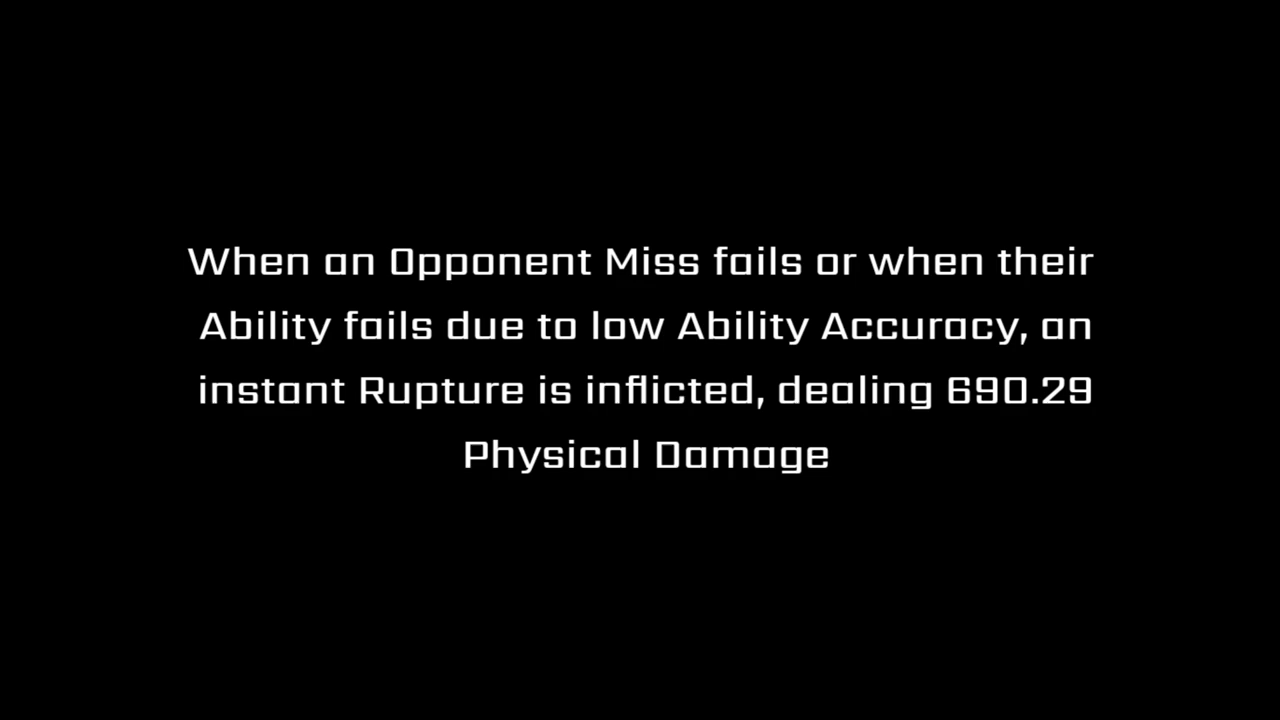 When an Opponent Miss fails or when their
Ability fails due to low Ability Accuracy, an
instant Rupture is inflicted, dealing 690.29
Physical Damage